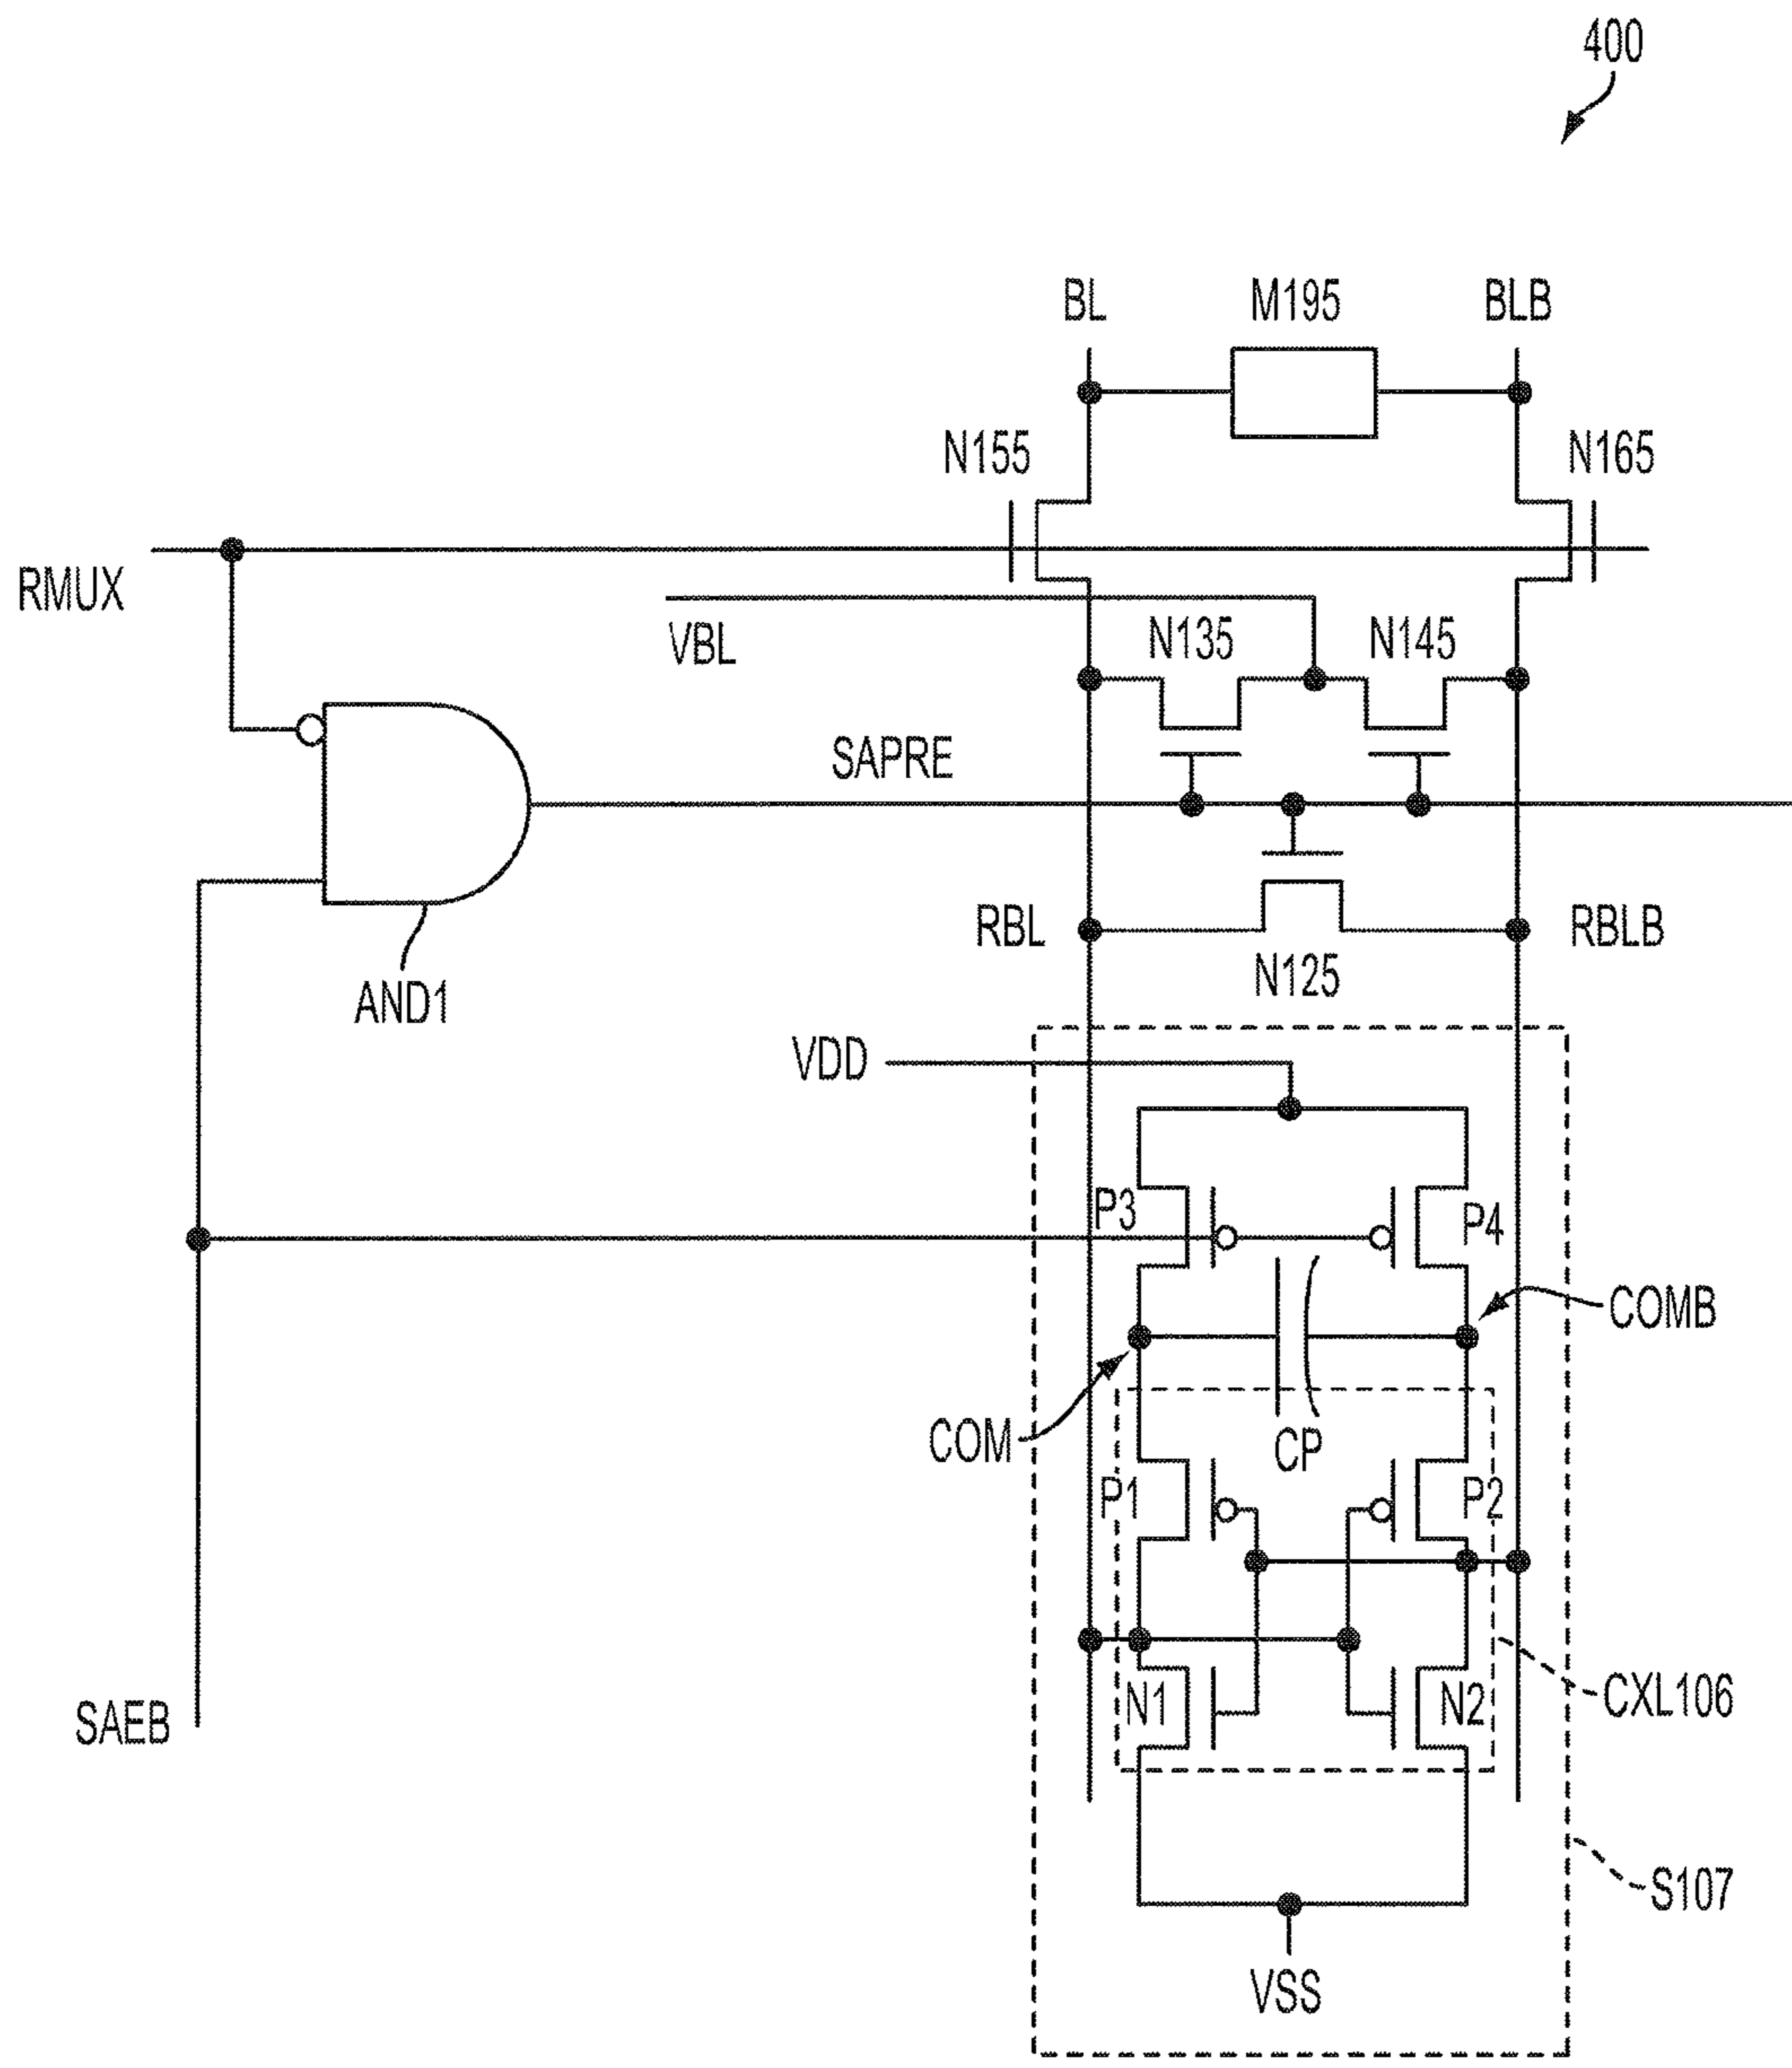 400
BL
M195
BLB
N155
N165
RMUX
VBL
N135
N145
SAPRE
RBL
RBLB
N125
AND1
VDD
P3
P4
COMB
COM
CP
P1
P2
N1
N2
CXL106
SAEB
S107
VSS